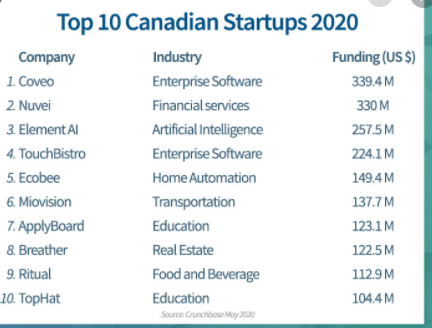 Top 10 Canadian Startups 2020
Company Industry Funding (US $)
1. Coveo Enterprise Software 339.4 M
2. Nuvei Financial services 330 M
3. Element AI Artificial Intelligence 257.5 M
4. TouchBistro Enterprise Software 224.1 M
5. Ecobee Home Automation 149.4 M
6. Miovision Transportation 137.7 M
7. ApplyBoard Education 123.1 M
8. Breather Real Estate 122.5 M
9. Ritual Food and Beverage 112.9 M
10. TopHat Education 104.4 M
Source: Crunchbase May 2020